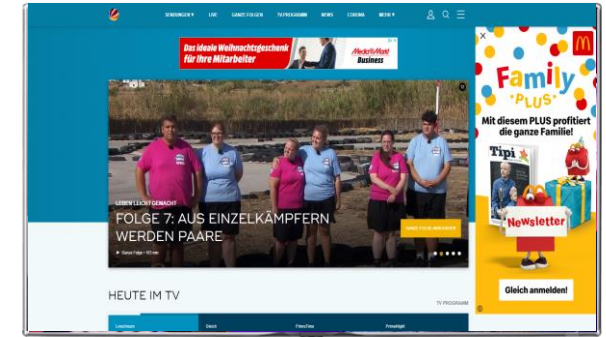 SENDUNGEN
LIVE
GANZE FOLGEN
TV PROGRAMM
NEWS
CORONA
MEHR
Das ideale Weihnachtsgeschenk
für Ihre Mitarbeiter
MediaMarkt
Business
LEBEN LEICHT GEMACHT
FOLGE 7: AUS EINZELKÄMPFERN
WERDEN PAARE
Ganze Folge
HEUTE IM TV
TV PROGRAMM
Livestream
PrimeTime
Family
PLUS
Mit diesem PLUS profitiert
die ganze Familie!
Tipi
Newsletter
Gleich anmelden!